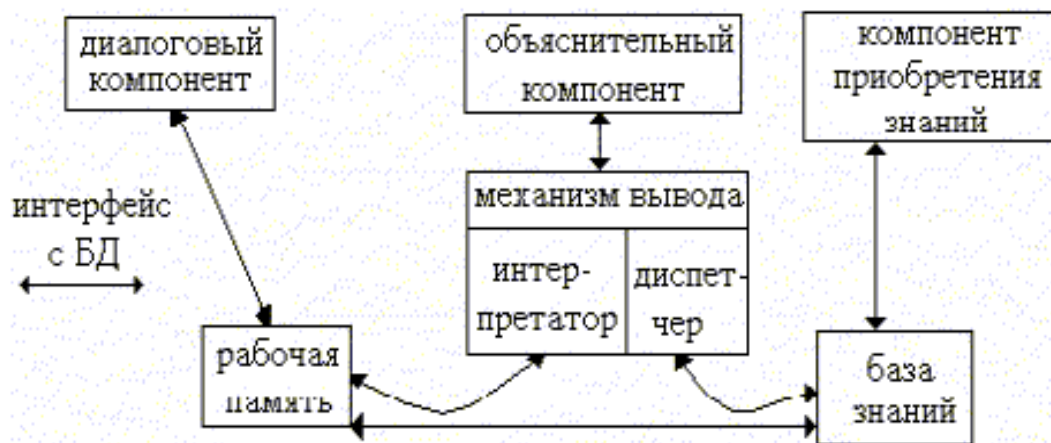 диалоговый
компонент
объяснительный
компонент
компонент
приобретения
знаний
интерфейс
с БД
механизм вывода
интер-
претатор
диспет-
чер
рабочая
память
база
знаний